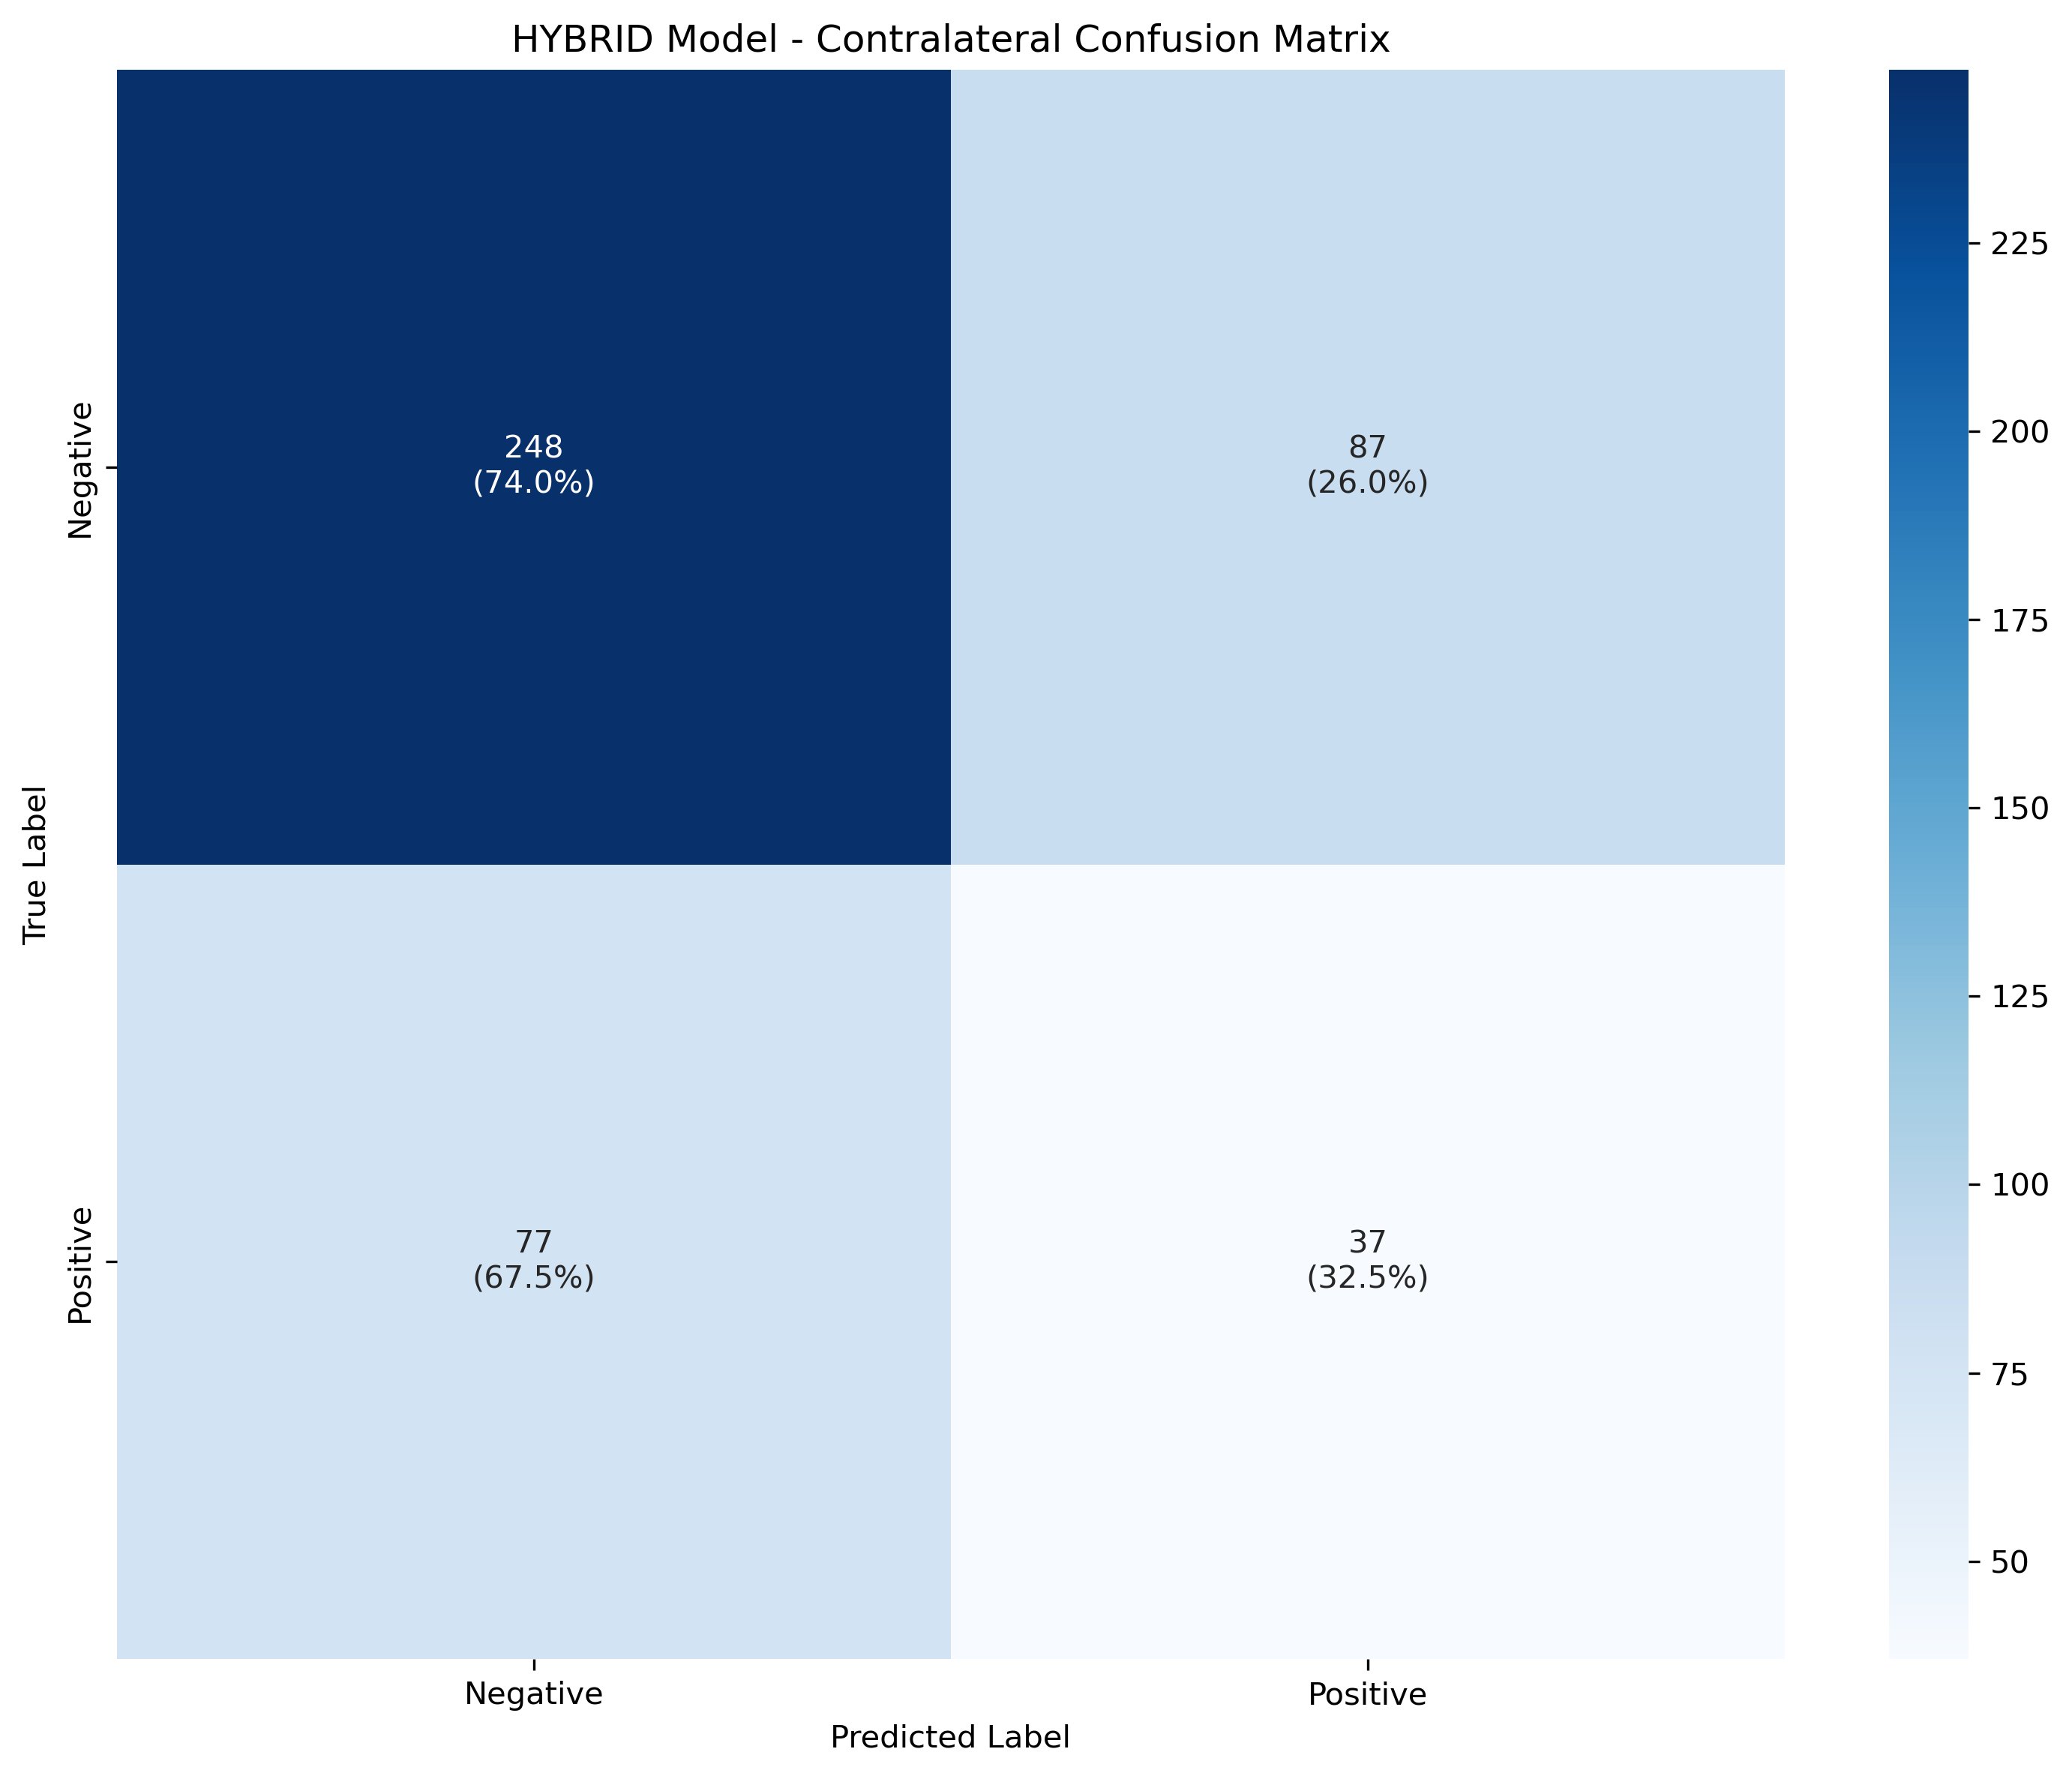 HYBRID Model - Contralateral Confusion Matrix
True Label
Negative
248
(74.0%)
87
(26.0%)
Positive
77
(67.5%)
37
(32.5%)
Negative
Positive
Predicted Label
225
200
175
150
125
100
75
50